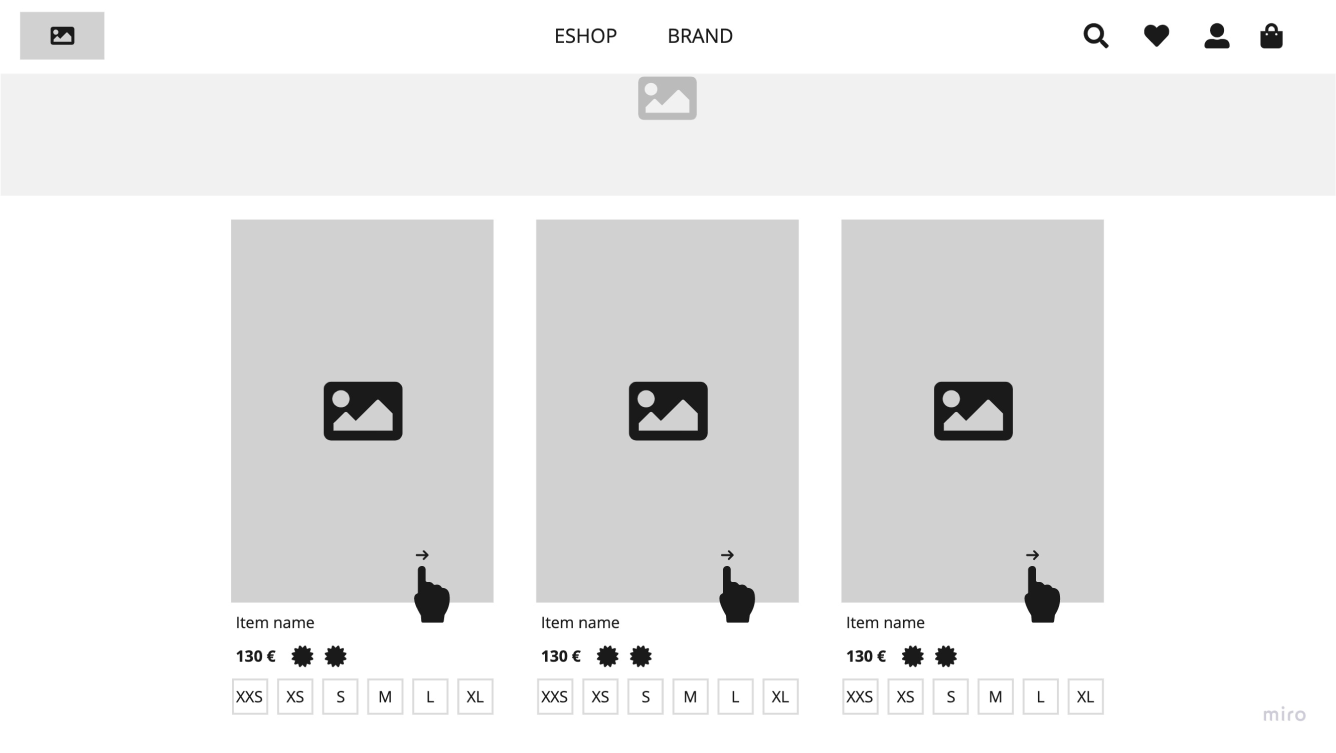 ESHOP BRAND
Item name Item name Item name
130 € 130 € 130 €
XXS XS S M L XL XXS XS S M L XL XXS XS S M L XL
miro